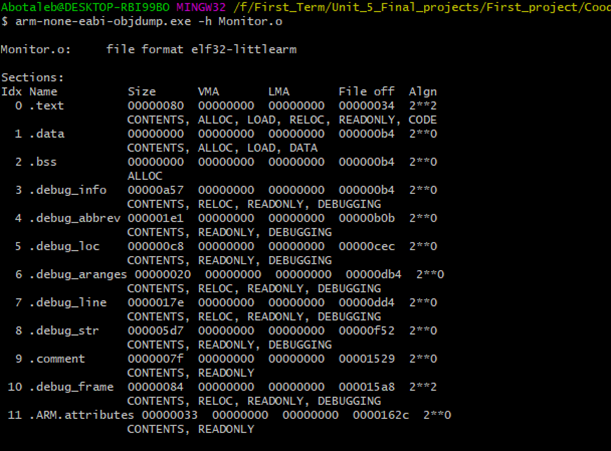 Abotaleb@DESKTOP-RBI99BO MINGW32 /f/First_Term/Unit_5_Final_projects/First_project/Cood
$ arm-none-eabi-objdump.exe -h Monitor.o
Monitor.o:     file format elf32-littlearm
Sections:
Idx Name          Size      VMA       LMA       File off  Algn
  0 .text         00000080  00000000  00000000  00000034  2**2
                  CONTENTS, ALLOC, LOAD, RELOC, READONLY, CODE
  1 .data         00000000  00000000  00000000  000000b4  2**0
                  CONTENTS, ALLOC, LOAD, DATA
  2 .bss          00000000  00000000  00000000  000000b4  2**0
                  ALLOC
  3 .debug_info   00000a57  00000000  00000000  000000b4  2**0
                  CONTENTS, RELOC, READONLY, DEBUGGING
  4 .debug_abbrev 000001e1  00000000  00000000  00000b0b  2**0
                  CONTENTS, READONLY, DEBUGGING
  5 .debug_loc    000000c8  00000000  00000000  00000cec  2**0
                  CONTENTS, READONLY, DEBUGGING
  6 .debug_aranges 00000020  00000000  00000000  00000db4  2**0
                  CONTENTS, RELOC, READONLY, DEBUGGING
  7 .debug_line   0000017e  00000000  00000000  00000dd4  2**0
                  CONTENTS, RELOC, READONLY, DEBUGGING
  8 .debug_str    000005d7  00000000  00000000  00000f52  2**0
                  CONTENTS, READONLY, DEBUGGING
  9 .comment      0000007f  00000000  00000000  00001529  2**0
                  CONTENTS, READONLY
 10 .debug_frame  00000084  00000000  00000000  000015a8  2**2
                  CONTENTS, RELOC, READONLY, DEBUGGING
 11 .ARM.attributes 00000033  00000000  00000000  0000162c  2**0
                  CONTENTS, READONLY